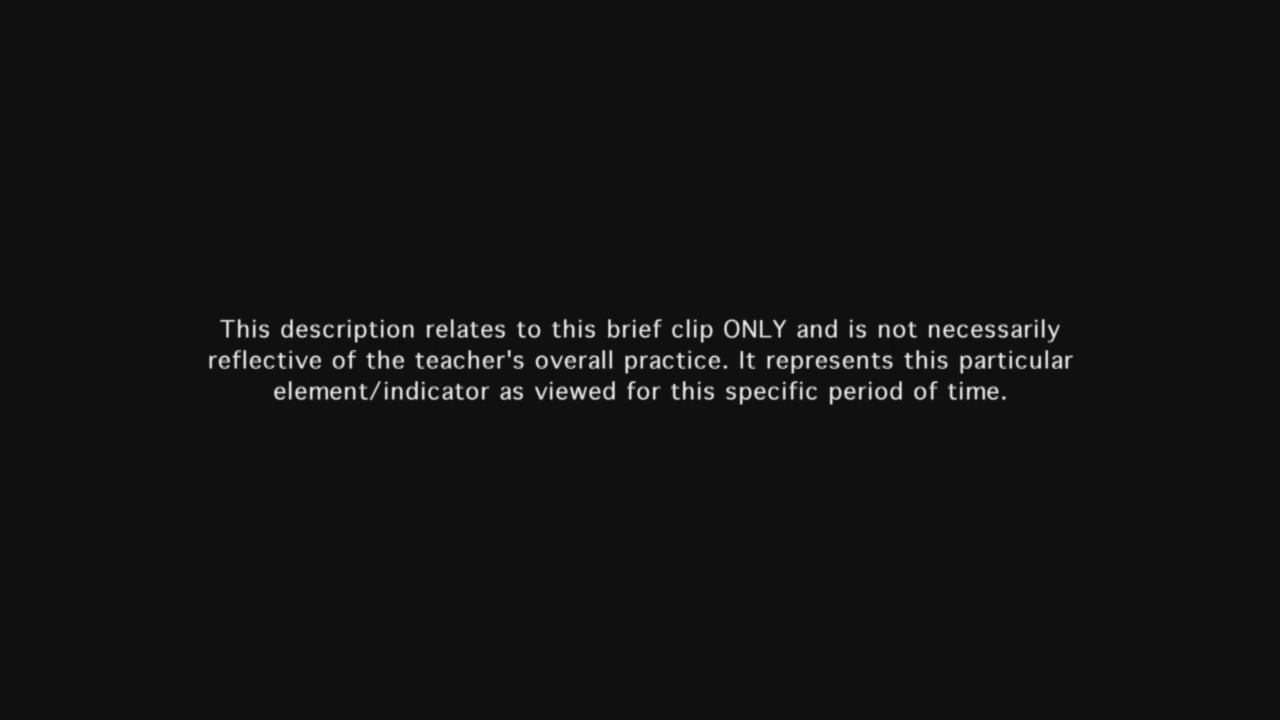 This description relates to this brief clip ONLY and is not necessarily
reflective of the teacher's overall practice. It represents this particular
element/indicator as viewed for this specific period of time.